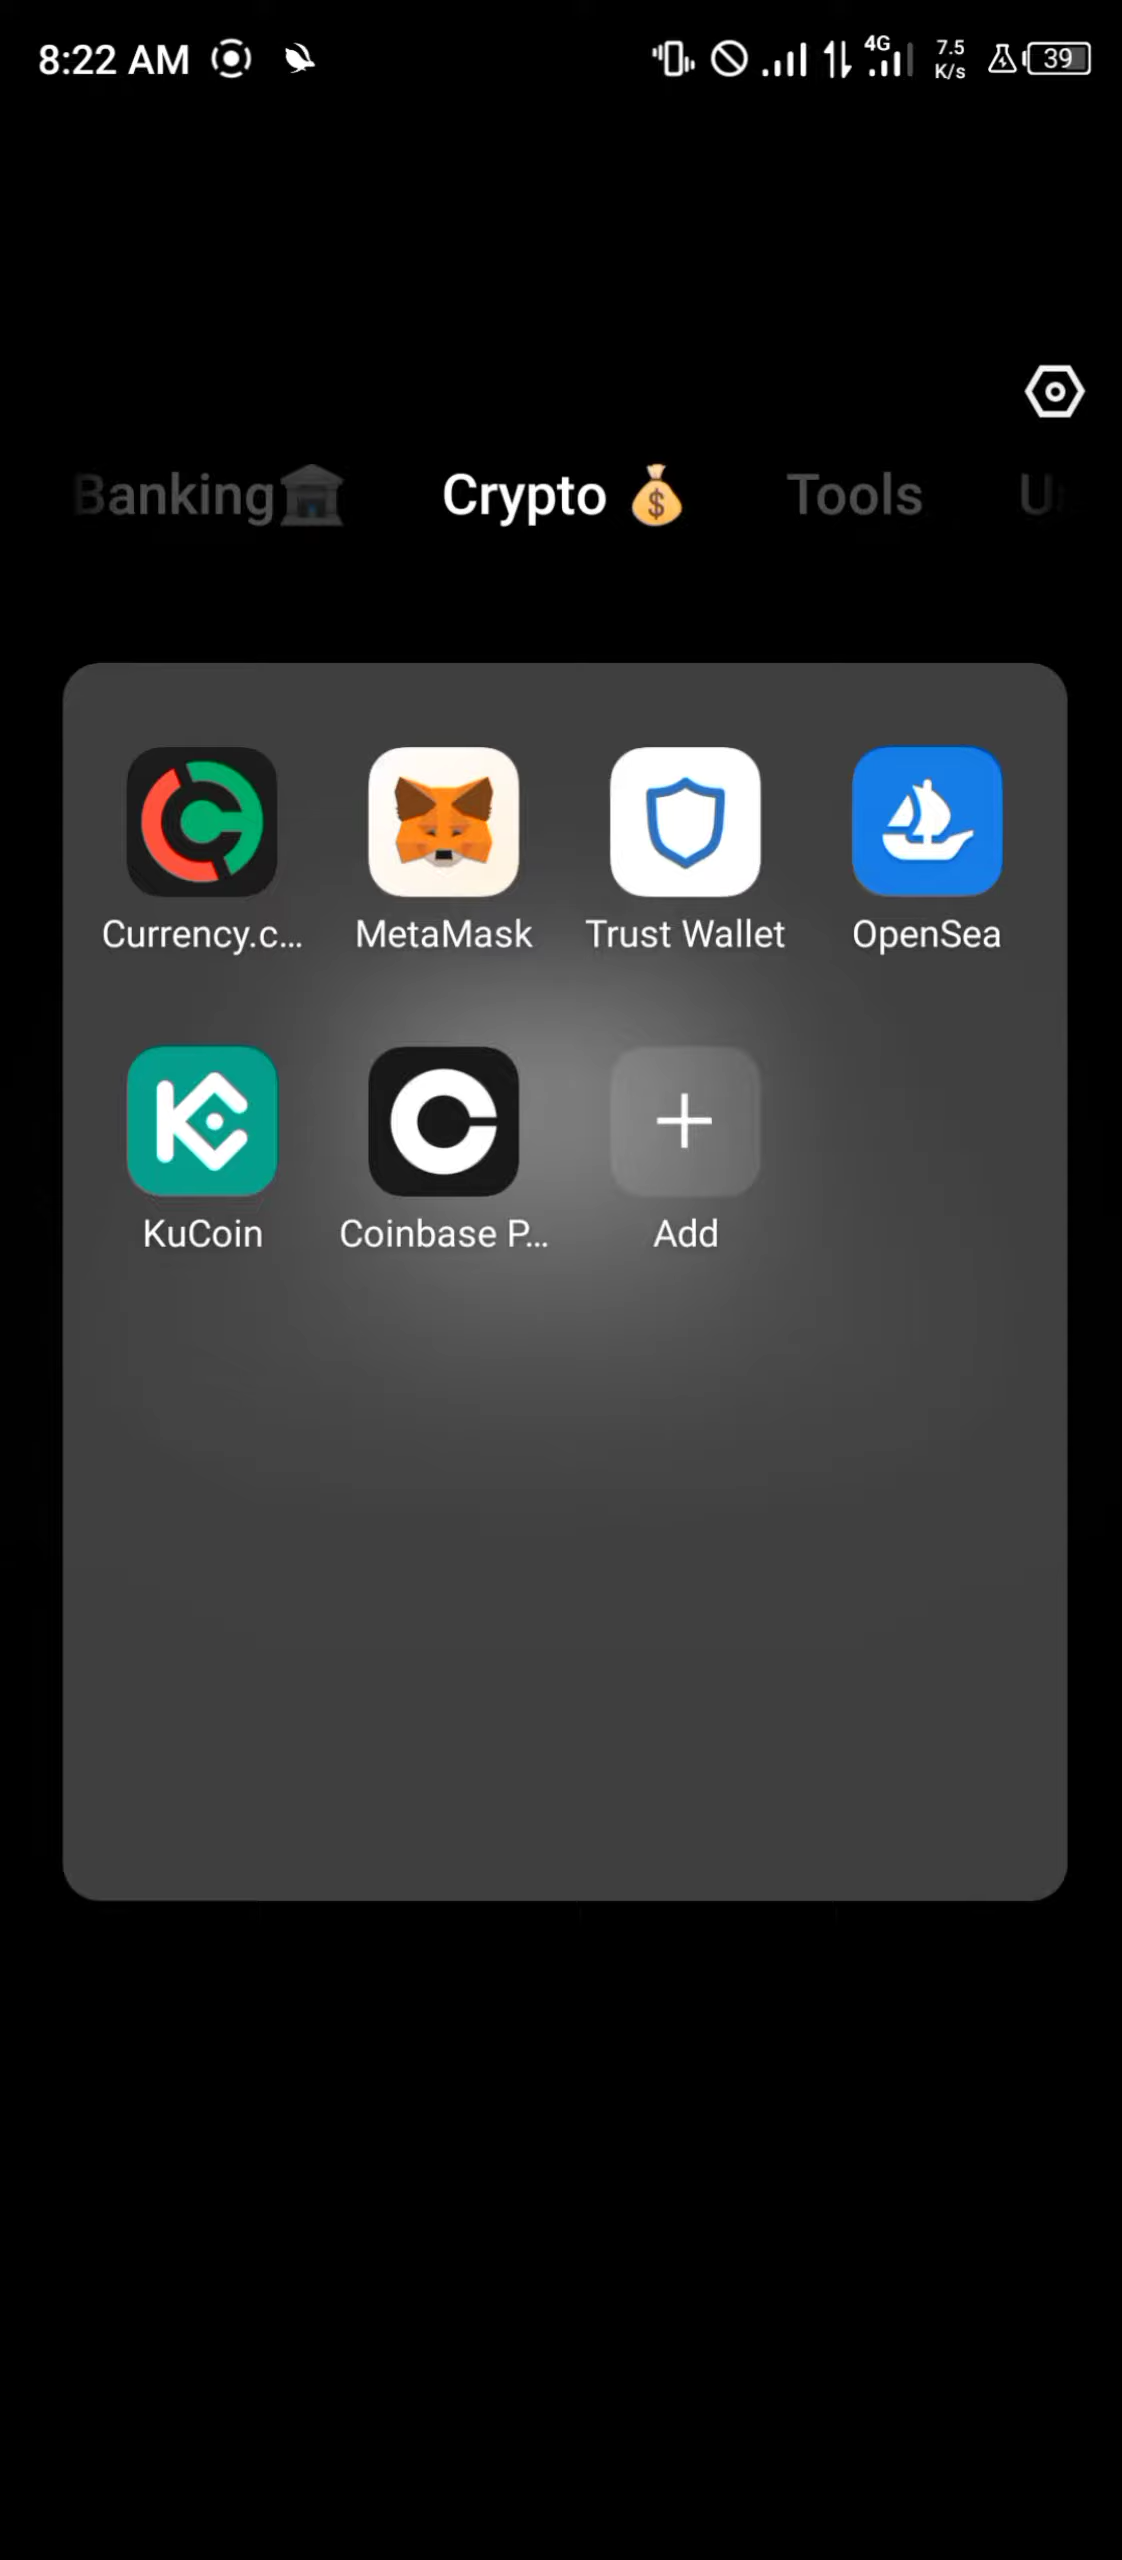 8:22 AM 4G 7.5 K/s 39
Banking Crypto Tools
Currency.c... MetaMask Trust Wallet OpenSea
KuCoin Coinbase P... Add